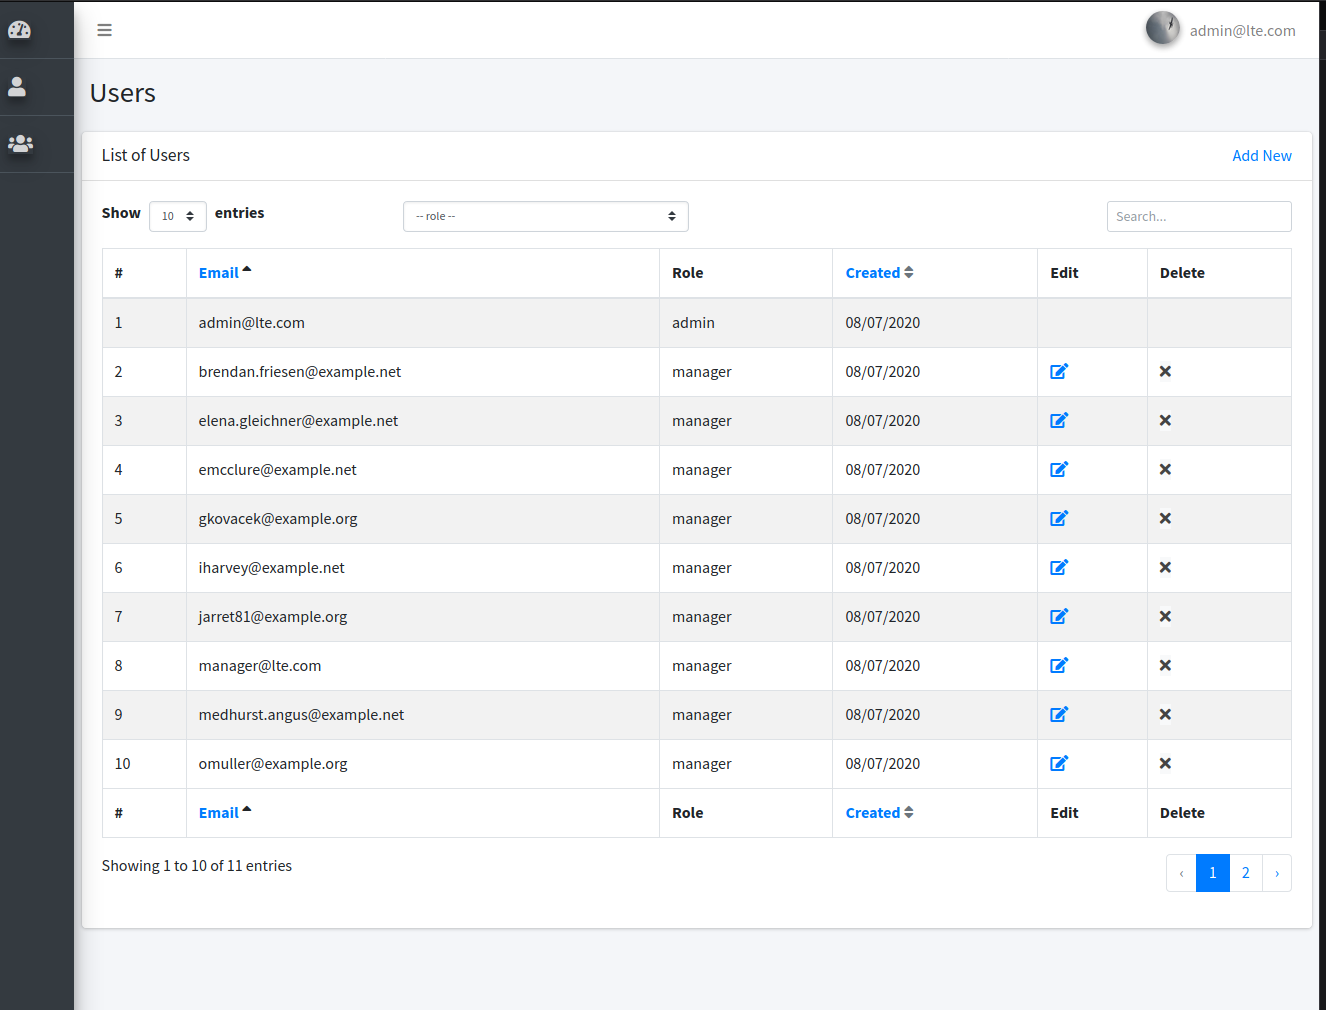 admin@lte.com
Users
List of Users Add New
Show 10 entries -- role -- Search...
# Email Role Created Edit Delete
1 admin@lte.com admin 08/07/2020
2 brendan.friesen@example.net manager 08/07/2020
3 elena.gleichner@example.net manager 08/07/2020
4 emcclure@example.net manager 08/07/2020
5 gkovacek@example.org manager 08/07/2020
6 iharvey@example.net manager 08/07/2020
7 jarret81@example.org manager 08/07/2020
8 manager@lte.com manager 08/07/2020
9 medhurst.angus@example.net manager 08/07/2020
10 omuller@example.org manager 08/07/2020
# Email Role Created Edit Delete
Showing 1 to 10 of 11 entries ‹ 1 2 ›